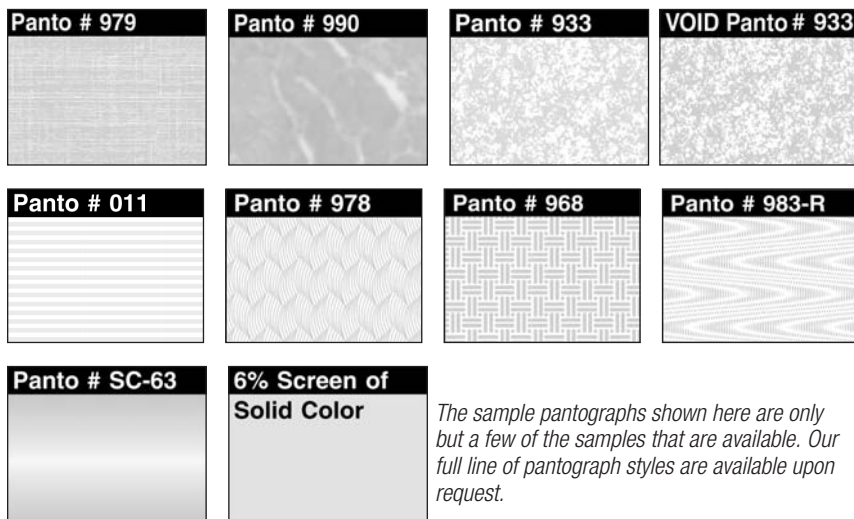 Panto # 979
Panto # 990
Panto # 933
VOID Panto # 933
Panto # 011
Panto # 978
Panto # 968
Panto # 983-R
Panto # SC-63
6% Screen of
Solid Color
The sample pantographs shown here are only
but a few of the samples that are available. Our
full line of pantograph styles are available upon
request.